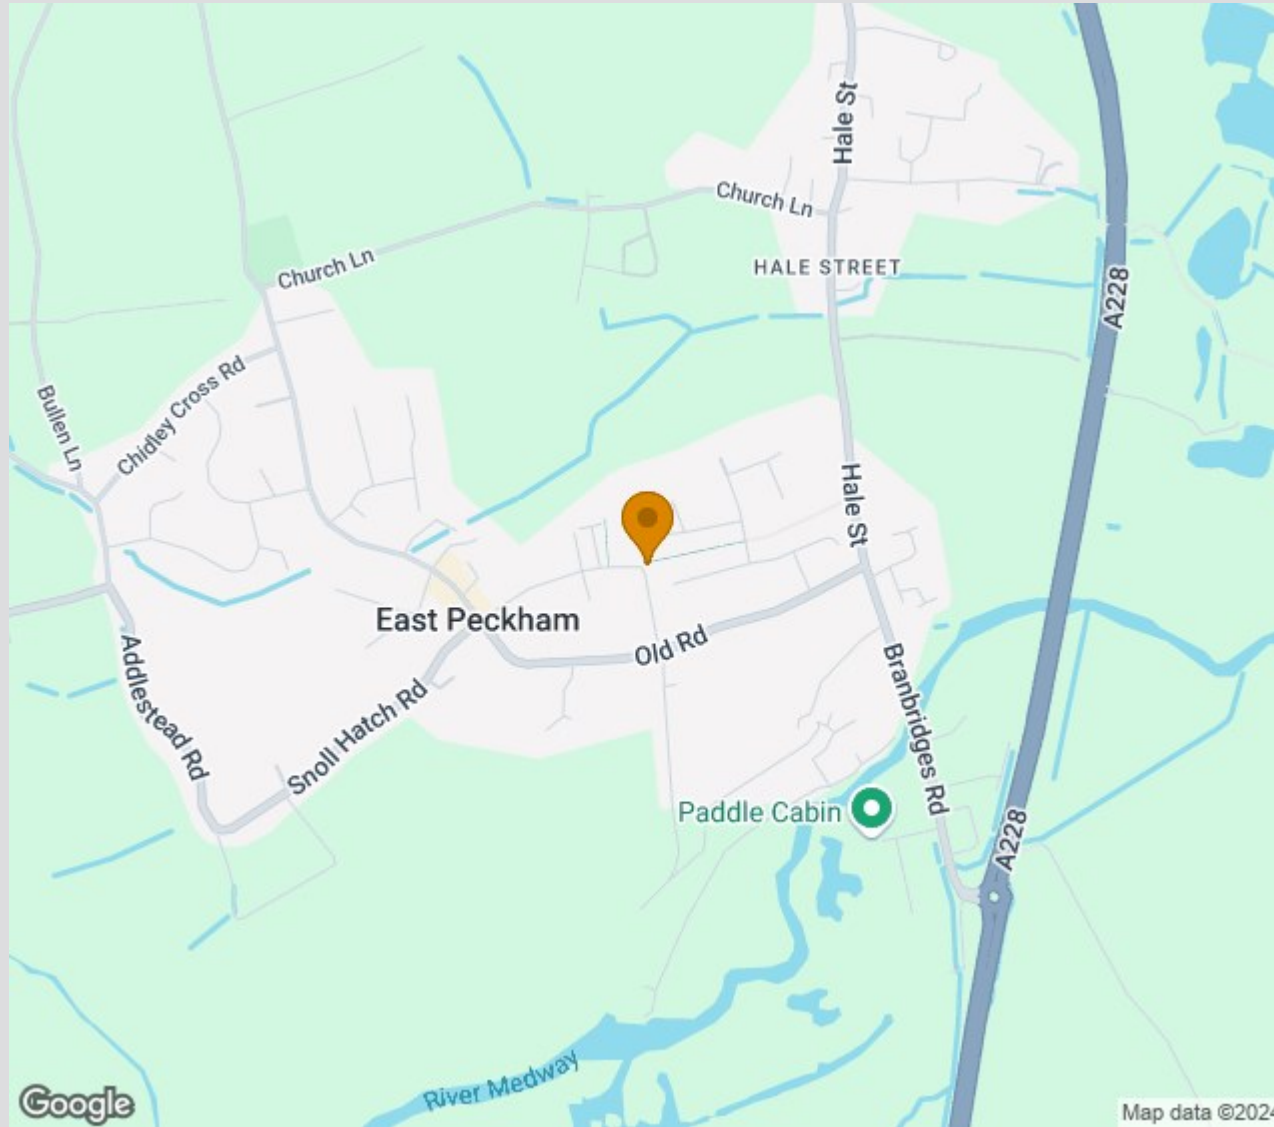 Hale St
Church Ln
Church Ln
HALE STREET
A228
Bullen Ln
Chidley Cross Rd
Hale St
East Peckham
Old Rd
Addlestead Rd
Snoll Hatch Rd
Branbridges Rd
Paddle Cabin
A228
River Medway
Google
Map data ©2024